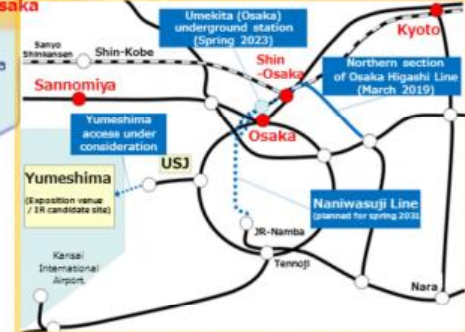 Osaka
Umekita (Osaka)
underground station
(Spring 2023)
Kyoto
Sanyo
Shinkansen
Shin-Kobe
Shin
-Osaka
Northern section
of Osaka Higashi Line
(March 2019)
Sannomiya
Yumeshima
access under
consideration
Osaka
USJ
Yumeshima
(Exposition venue
/ IR candidate site)
Naniwasuji Line
(planned for spring 2031)
JR-Namba
Kansai
International
Airport
Tennoji
Nara